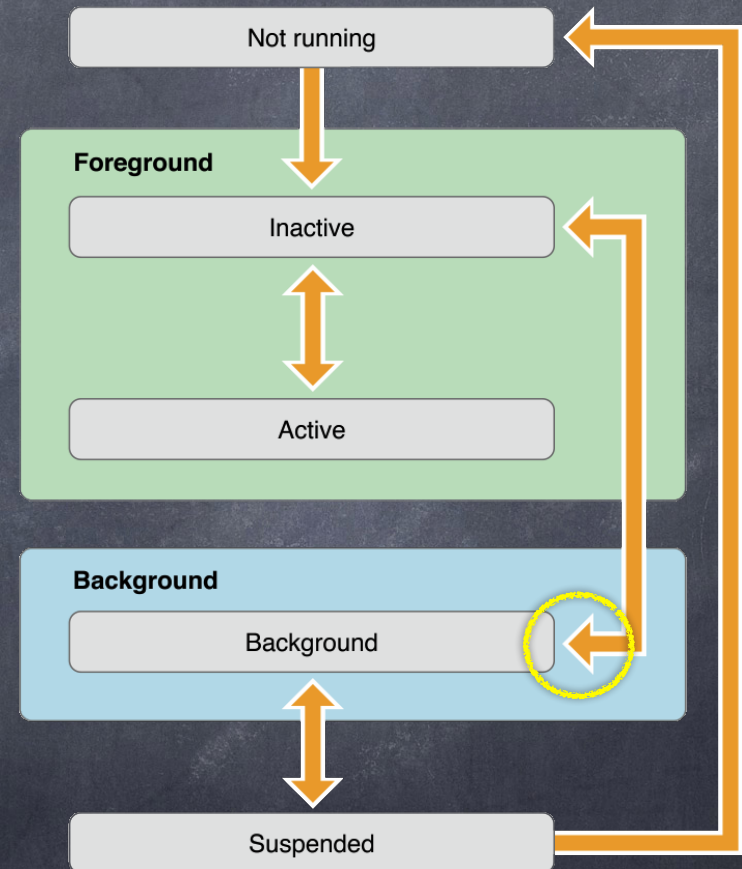 Not running
Foreground
Inactive
Active
Background
Background
Suspended